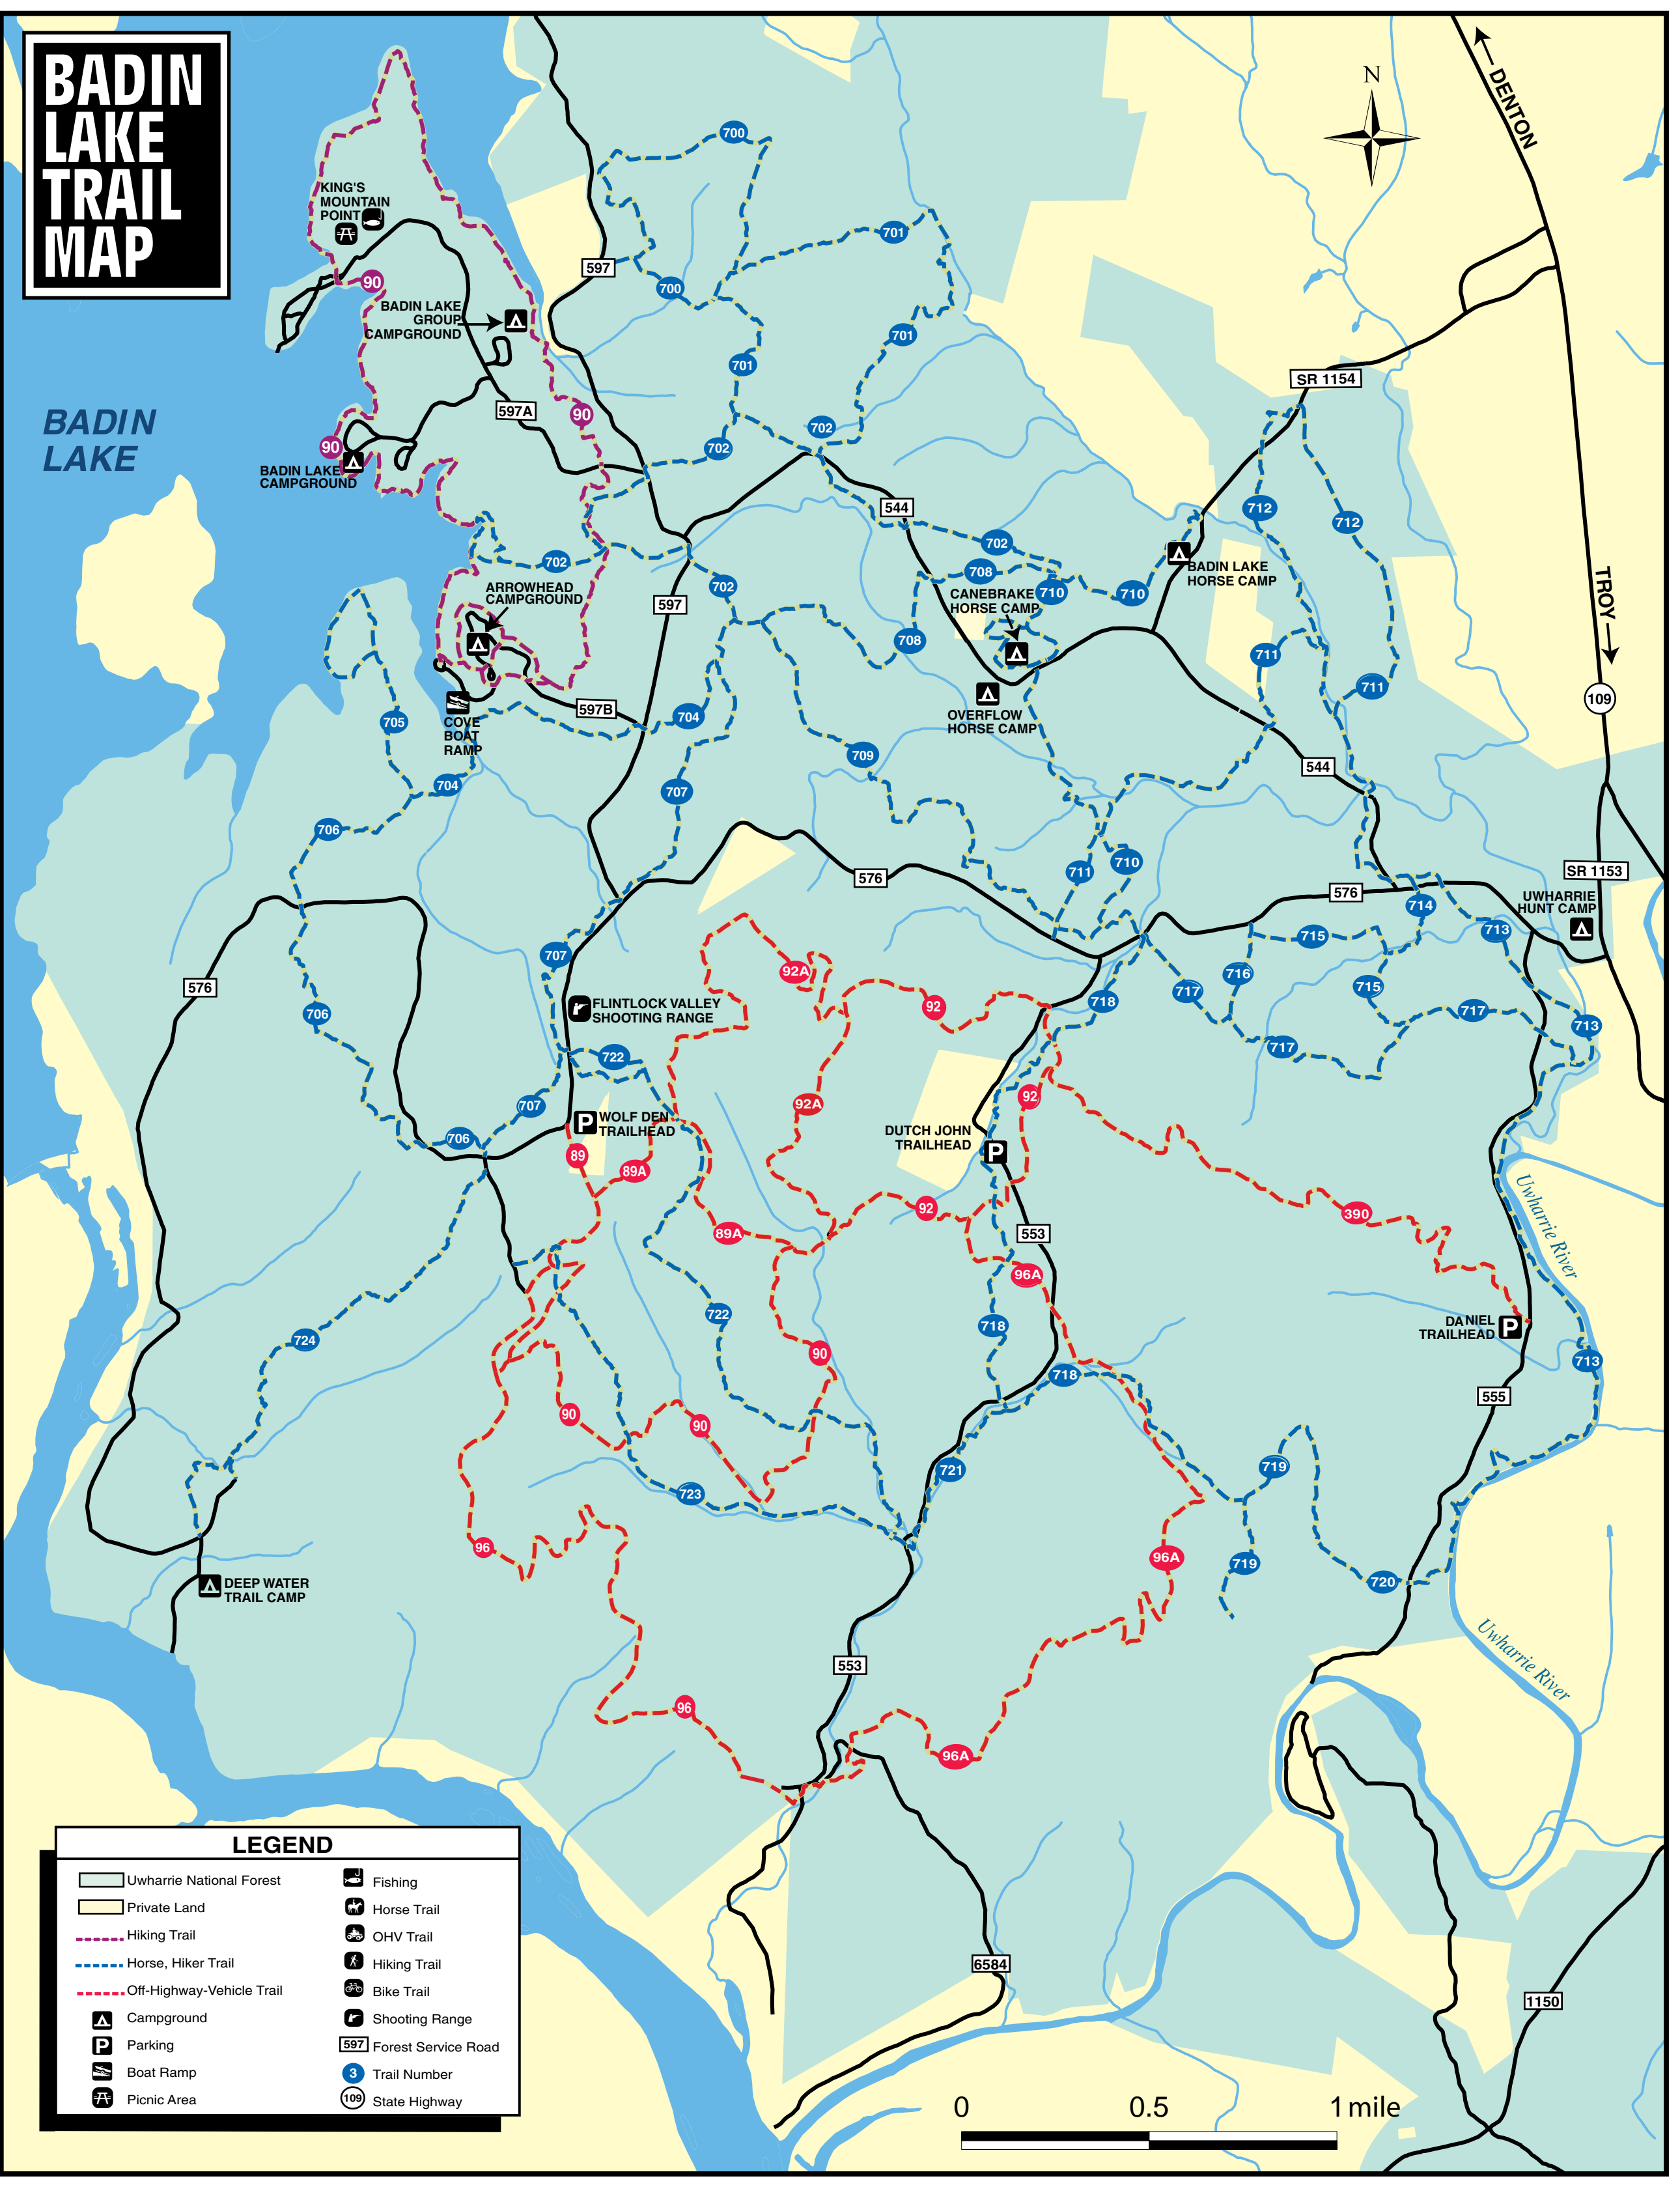 BADIN
LAKE
TRAIL
MAP
N
DENTON
TROY
109
KING'S
MOUNTAIN
POINT
90
BADIN LAKE
GROUP
CAMPGROUND
597A
90
90
BADIN LAKE
CAMPGROUND
BADIN
LAKE
700
597
700
701
701
701
702
702
SR 1154
544
702
708
710
710
CANEBRAKE
HORSE CAMP
BADIN LAKE
HORSE CAMP
712
712
702
ARROWHEAD
CAMPGROUND
597
702
708
711
711
705
COVE
BOAT
RAMP
597B
704
OVERFLOW
HORSE CAMP
709
544
704
707
706
711
710
576
576
SR 1153
UWHARRIE
HUNT CAMP
714
713
715
707
576
706
FLINTLOCK VALLEY
SHOOTING RANGE
92A
92
718
717
716
715
717
713
717
722
707
706
WOLF DEN
TRAILHEAD
89
89A
92A
92
DUTCH JOHN
TRAILHEAD
92
89A
553
96A
390
Uwharrie River
724
722
90
718
DANIEL
TRAILHEAD
713
555
718
90
90
721
719
723
96
96A
719
720
DEEP WATER
TRAIL CAMP
553
96
96A
Uwharrie River
6584
1150
LEGEND
Uwharrie National Forest
Private Land
Hiking Trail
Horse, Hiker Trail
Off-Highway-Vehicle Trail
Campground
P Parking
Boat Ramp
Picnic Area
Fishing
Horse Trail
OHV Trail
Hiking Trail
Bike Trail
Shooting Range
597 Forest Service Road
3 Trail Number
109 State Highway
0 0.5 1 mile